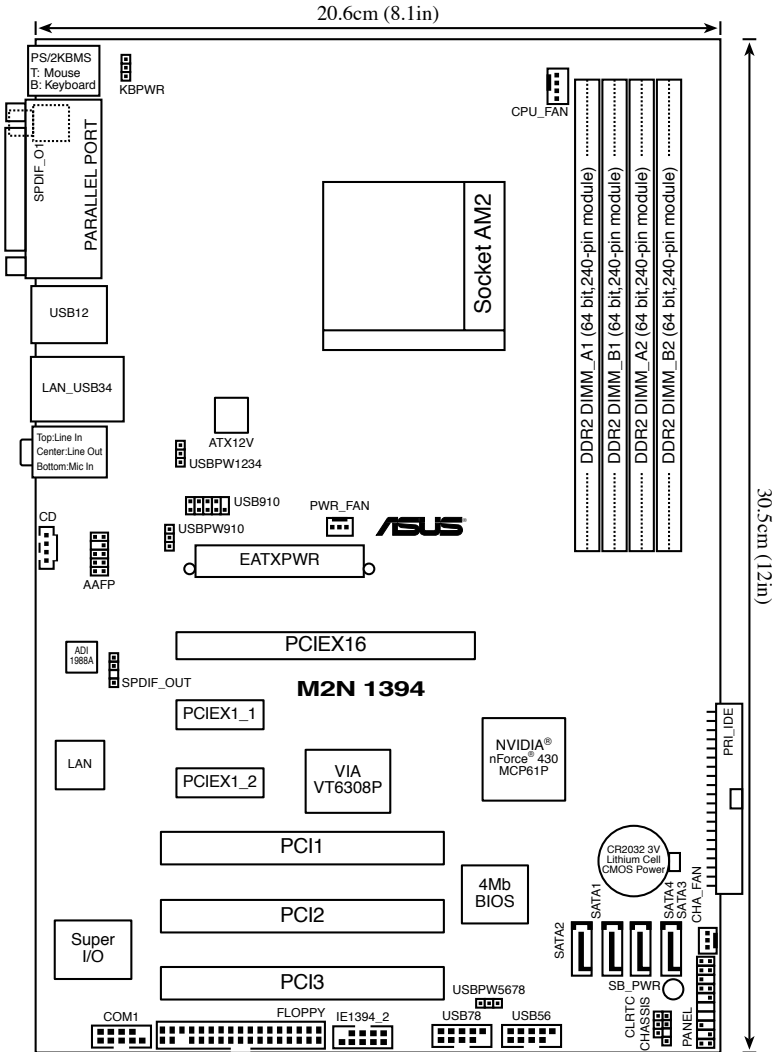 20.6cm (8.1in)
PS/2KBMS
T: Mouse
B: Keyboard
KBPWR
CPU_FAN
SPDIF_O1
PARALLEL PORT
Socket AM2
DDR2 DIMM_A1 (64 bit,240-pin module)
DDR2 DIMM_B1 (64 bit,240-pin module)
DDR2 DIMM_A2 (64 bit,240-pin module)
DDR2 DIMM_B2 (64 bit,240-pin module)
USB12
LAN_USB34
Top:Line In
Center:Line Out
Bottom:Mic In
ATX12V
USBPW1234
CD
USB910
PWR_FAN
ASUS
USBPW910
EATXPWR
AAFP
30.5cm (12in)
PCIEX16
ADI
1988A
SPDIF_OUT
M2N 1394
PCIEX1_1
PRI_IDE
LAN
NVIDIA®
nForce® 430
MCP61P
VIA
VT6308P
PCIEX1_2
PCI1
CR2032 3V
Lithium Cell
CMOS Power
4Mb
BIOS
SATA1
SATA4
SATA3
CHA_FAN
PCI2
SATA2
Super
I/O
PCI3
SB_PWR
USBPW5678
COM1
FLOPPY
IE1394_2
USB78
USB56
CLRTC
CHASSIS
PANEL